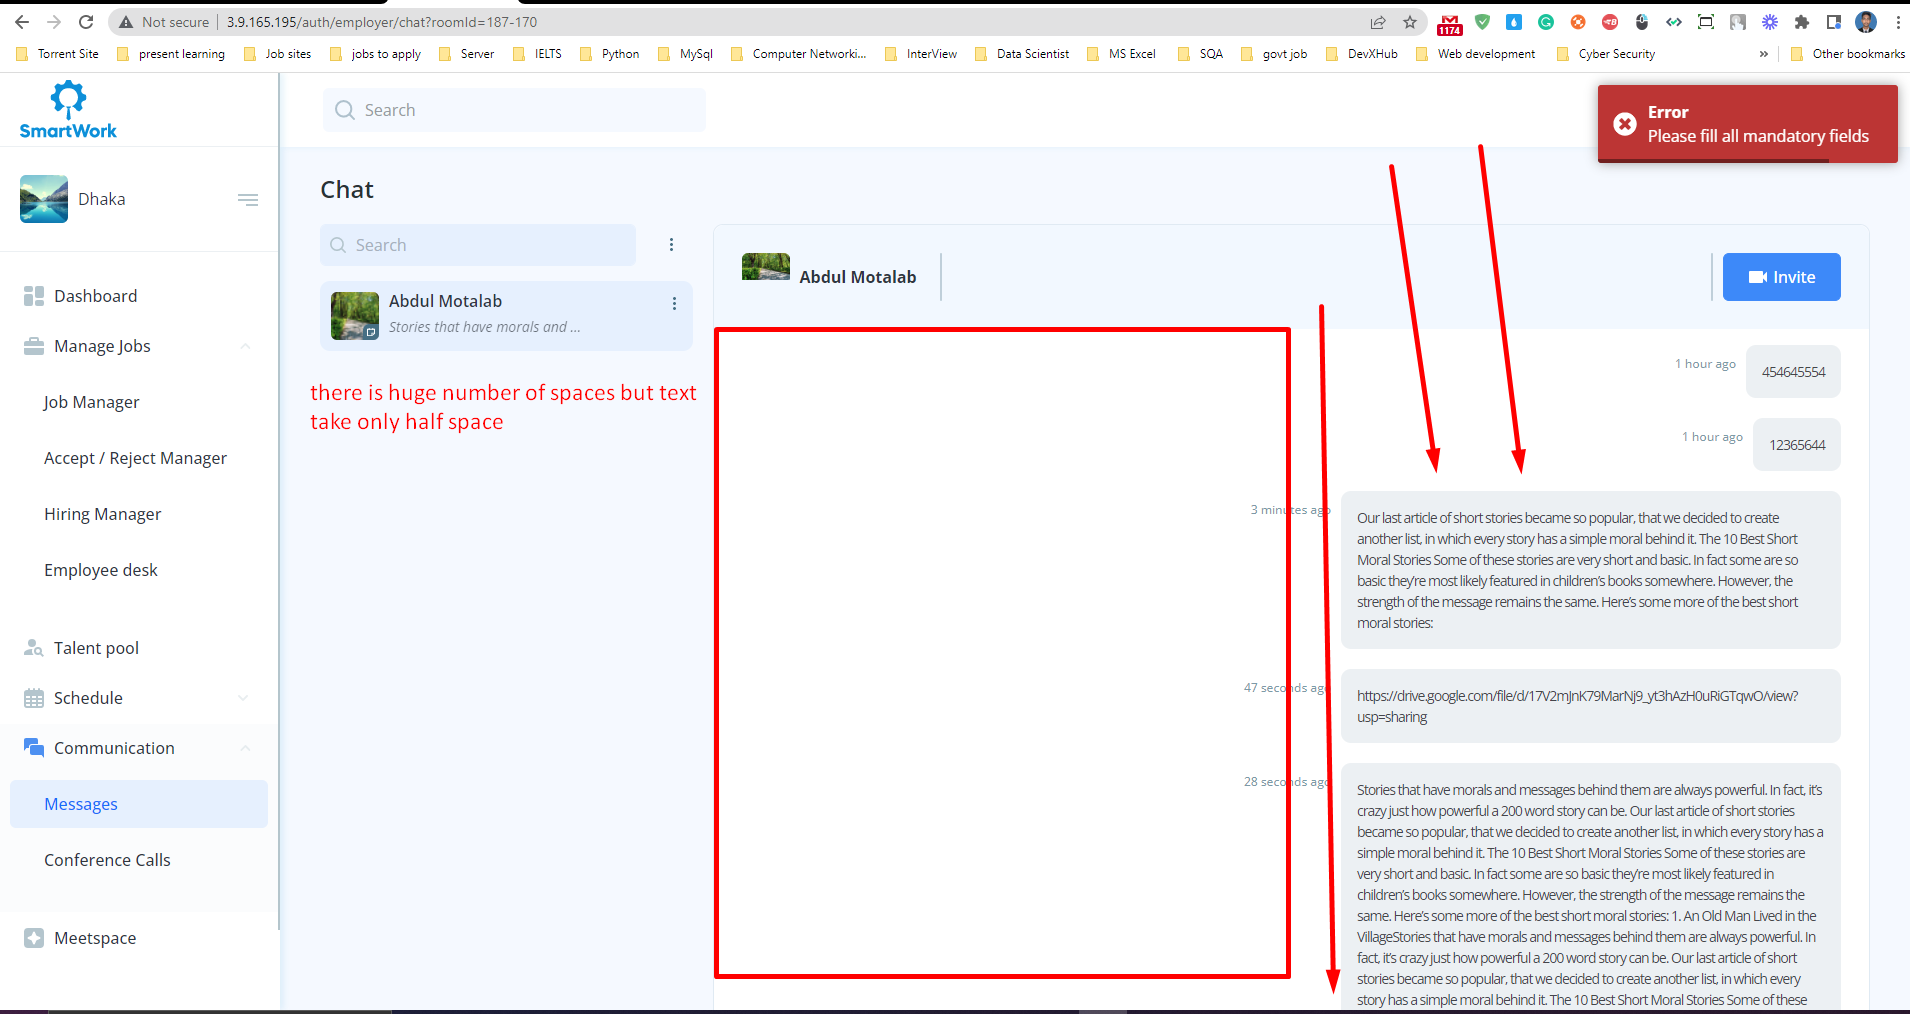 Not secure
3.9.165.195/auth/employer/chat?roomId=187-170
1174
Torrent Site
present learning
Job sites
jobs to apply
Server
IELTS
Python
MySql
Computer Networki...
InterView
Data Scientist
MS Excel
SQA
govt job
DevXHub
Web development
Cyber Security
»
Other bookmarks
SmartWork
Search
Error
Please fill all mandatory fields
Dhaka
Chat
Search
Abdul Motalab
Stories that have morals and ...
Abdul Motalab
Invite
there is huge number of spaces but text
take only half space
Dashboard
Manage Jobs
Job Manager
Accept / Reject Manager
Hiring Manager
Employee desk
Talent pool
Schedule
Communication
Messages
Conference Calls
Meetspace
1 hour ago
454645554
1 hour ago
12365644
3 minutes ago
Our last article of short stories became so popular, that we decided to create
another list, in which every story has a simple moral behind it. The 10 Best Short
Moral Stories Some of these stories are very short and basic. In fact some are so
basic they’re most likely featured in children’s books somewhere. However, the
strength of the message remains the same. Here’s some more of the best short
moral stories:
47 seconds ago
https://drive.google.com/file/d/17V2mJnK79MarNj9_yt3hAzH0uRiGTqwO/view?
usp=sharing
28 seconds ago
Stories that have morals and messages behind them are always powerful. In fact, it’s
crazy just how powerful a 200 word story can be. Our last article of short stories
became so popular, that we decided to create another list, in which every story has a
simple moral behind it. The 10 Best Short Moral Stories Some of these stories are
very short and basic. In fact some are so basic they’re most likely featured in
children’s books somewhere. However, the strength of the message remains the
same. Here’s some more of the best short moral stories: 1. An Old Man Lived in the
VillageStories that have morals and messages behind them are always powerful. In
fact, it’s crazy just how powerful a 200 word story can be. Our last article of short
stories became so popular, that we decided to create another list, in which every
story has a simple moral behind it. The 10 Best Short Moral Stories Some of these